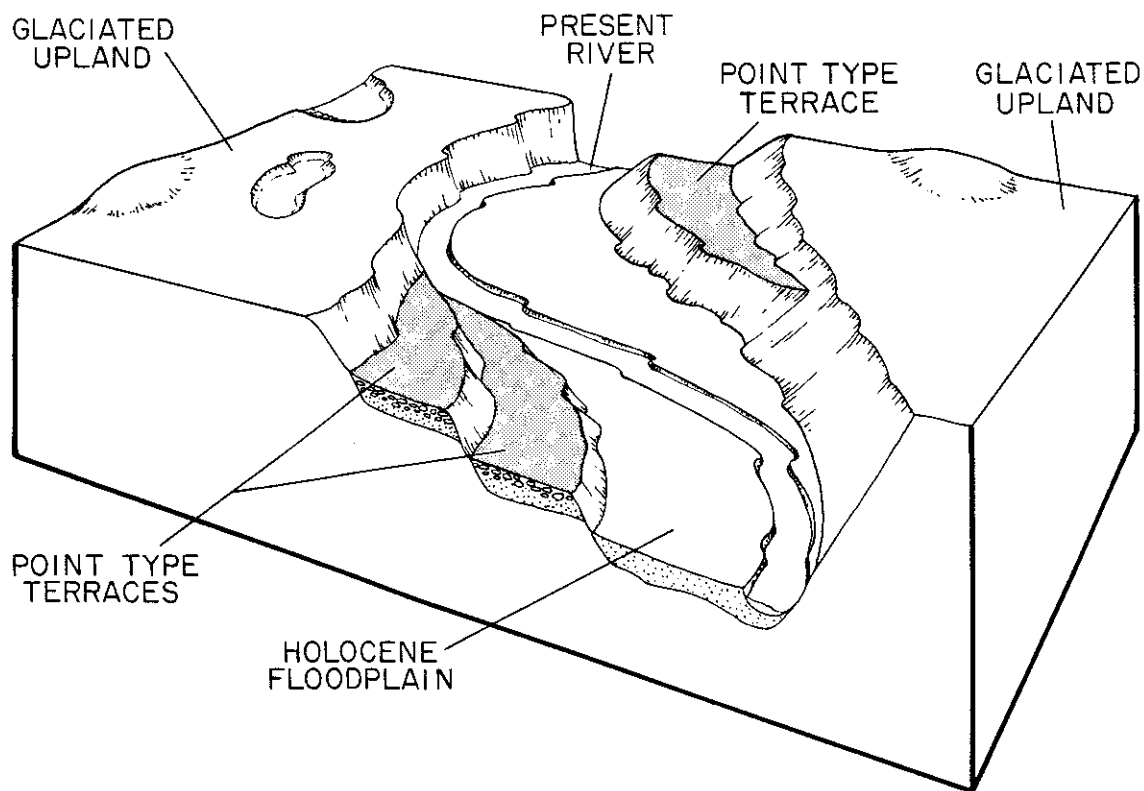 GLACIATED
UPLAND
PRESENT
RIVER
POINT TYPE
TERRACE
GLACIATED
UPLAND
POINT TYPE
TERRACES
HOLOCENE
FLOODPLAIN